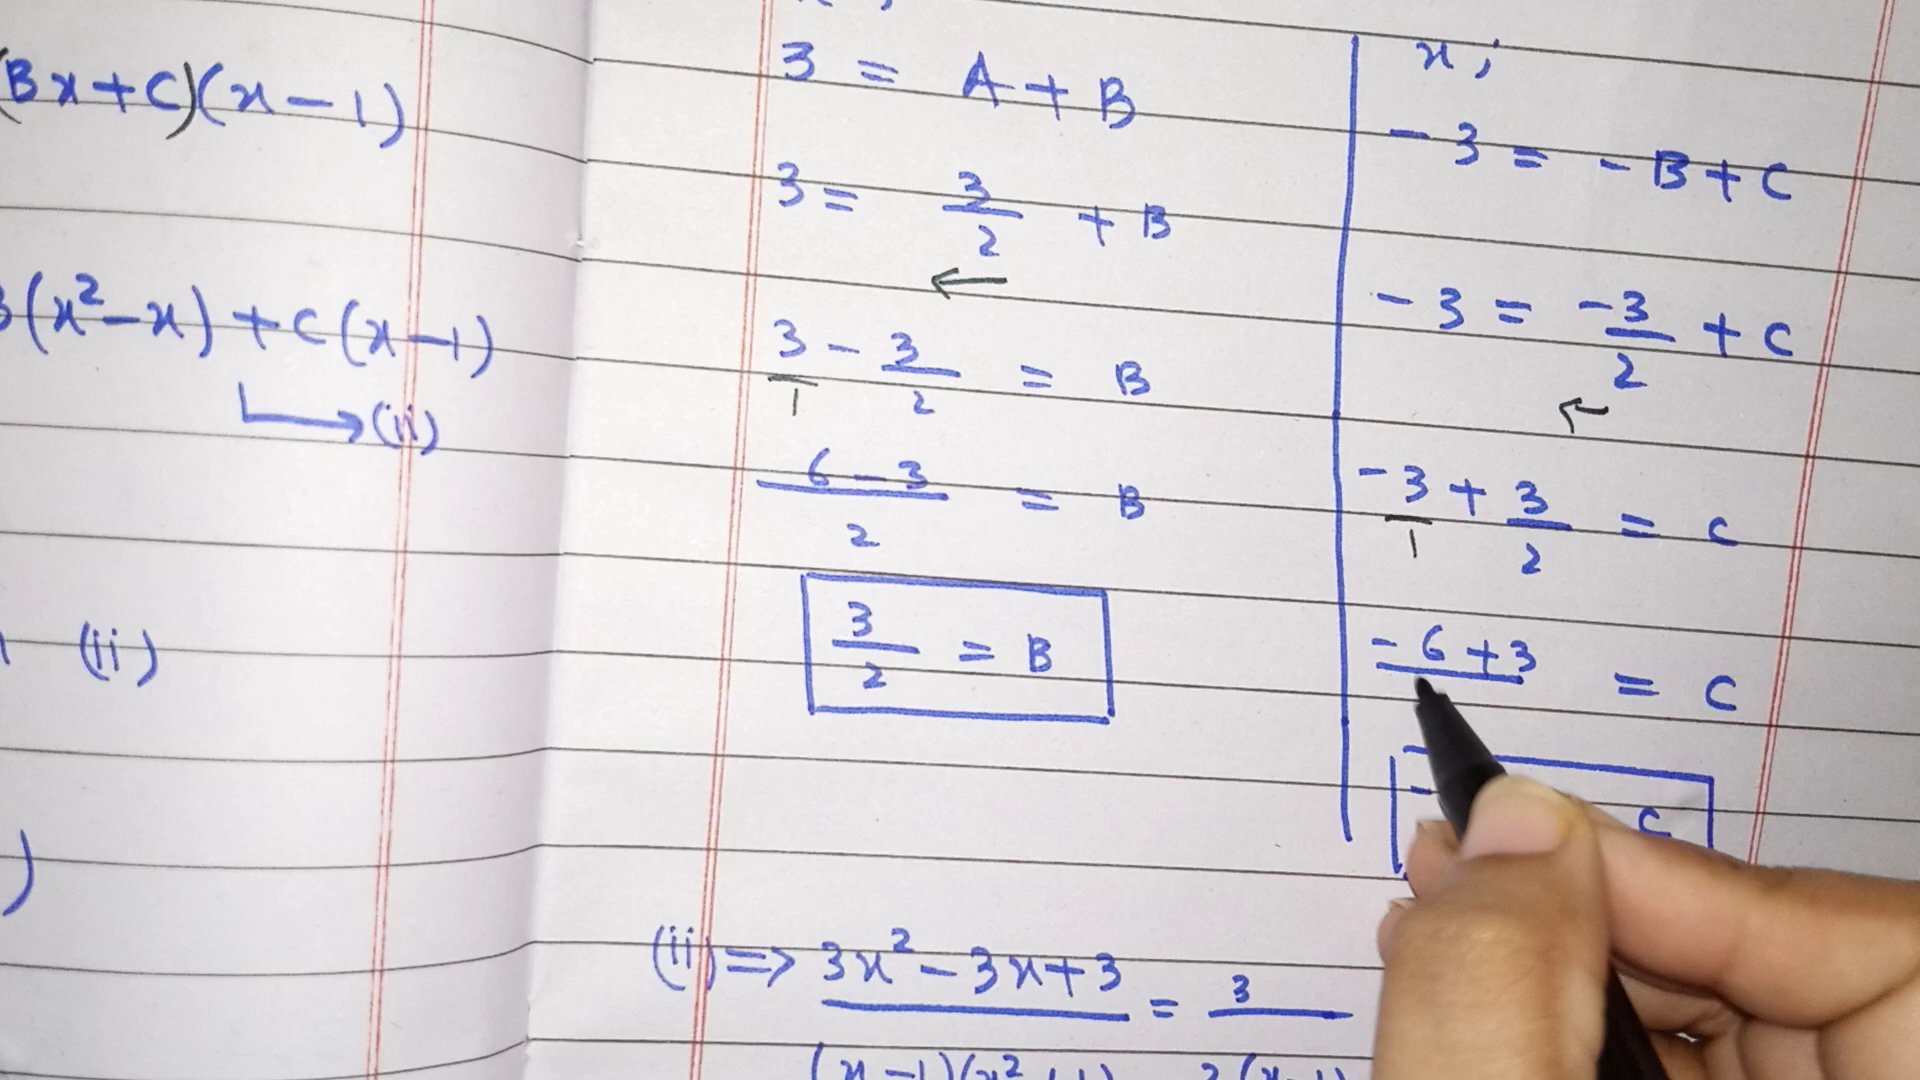 (Bx+C)(x-1)
(x²-x)+C(x-1)
(ii)
(ii)
)
3 = A+B
3 = 3/2 + B
←
3/1 - 3/2 = B
(6-3)/2 = B
3/2 = B
x;
-3 = -B+C
-3 = -3/2 + C
←
-3/1 + 3/2 = C
-6+3 = C
C
(ii) => 3x²-3x+3 = 3